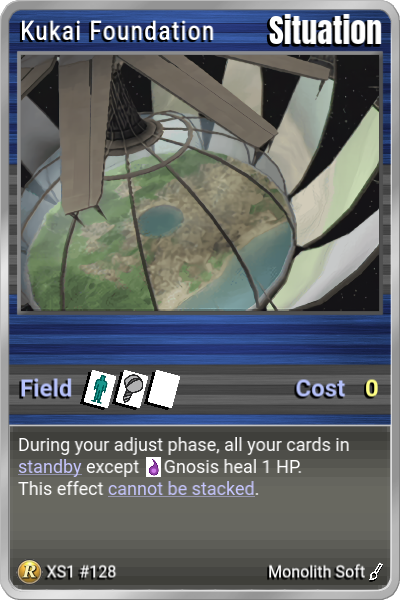 Kukai Foundation
Situation
Field
Cost 0
During your adjust phase, all your cards in
standby except Gnosis heal 1 HP.
This effect cannot be stacked.
R XS1 #128
Monolith Soft